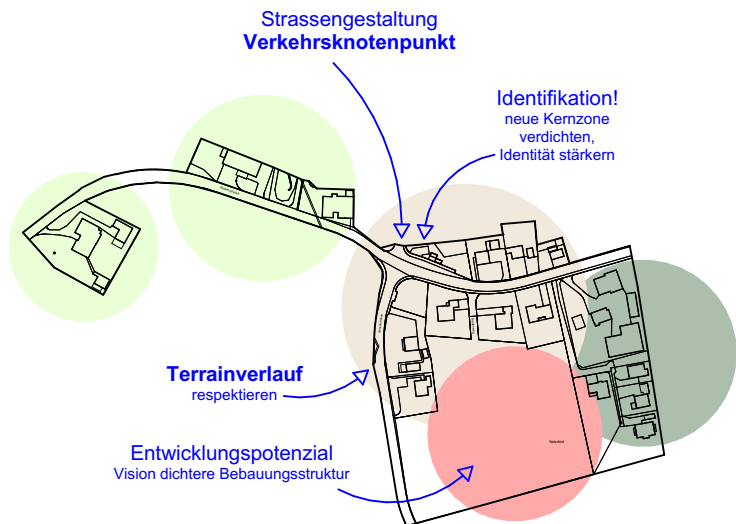 Strassengestaltung
Verkehrsknotenpunkt
Identifikation!
neue Kernzone
verdichten,
Identität stärkern
Terrainverlauf
respektieren
Entwicklungspotenzial
Vision dichtere Bebauungsstruktur